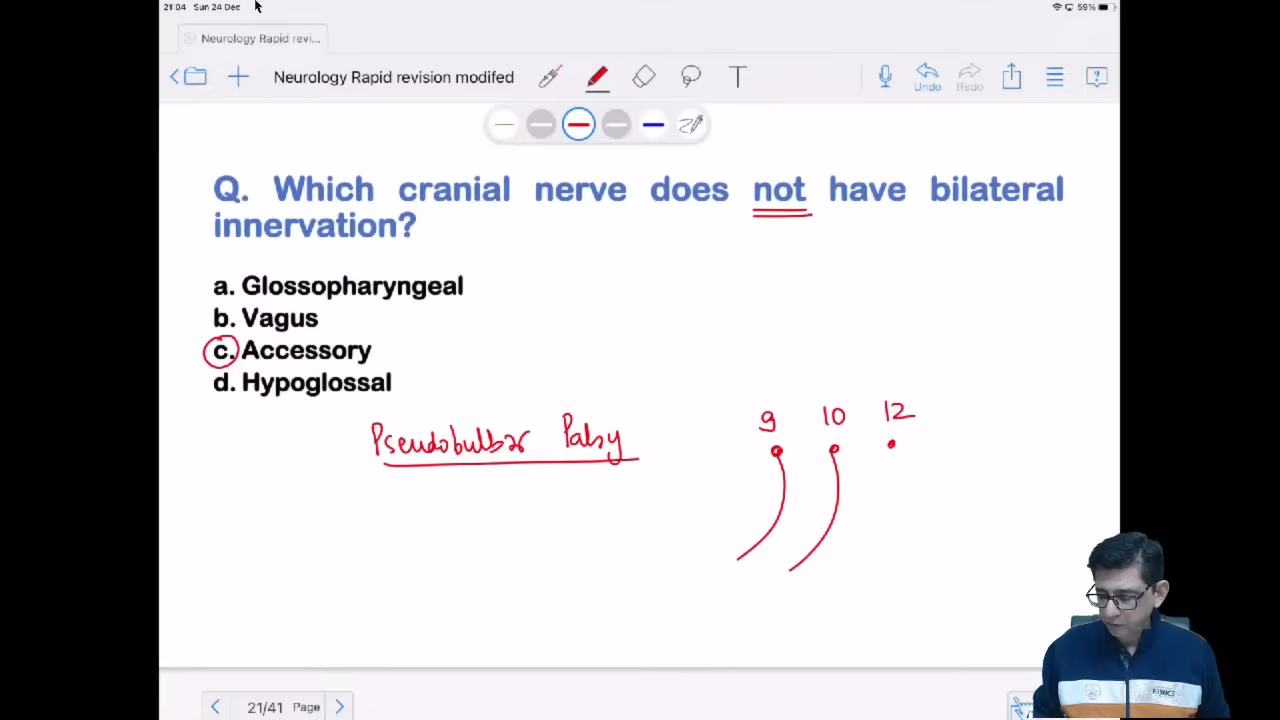 21:04 Sun 24 Dec
59%
Neurology Rapid revi...
Neurology Rapid revision modifed
T
Undo Redo
Q. Which cranial nerve does not have bilateral
innervation?
a. Glossopharyngeal
b. Vagus
c. Accessory
d. Hypoglossal
9 10 12
Pseudobulbar Palsy
21/41 Page